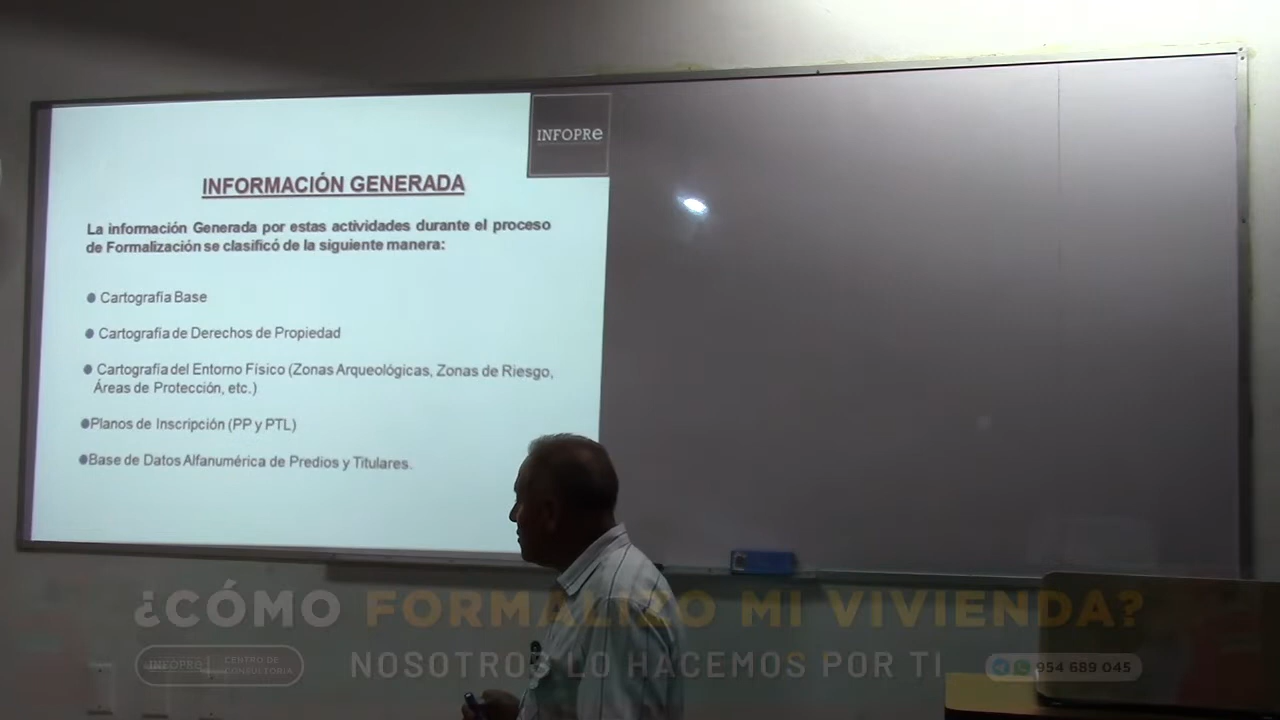 INFOPRe
INFORMACIÓN GENERADA
La información Generada por estas actividades durante el proceso
de Formalización se clasificó de la siguiente manera:
Cartografía Base
Cartografía de Derechos de Propiedad
Cartografía del Entorno Físico (Zonas Arqueológicas, Zonas de Riesgo,
Áreas de Protección, etc.)
Planos de Inscripción (PP y PTL)
Base de Datos Alfanumérica de Predios y Titulares.
¿CÓMO FORMALIZO MI VIVIENDA?
INFOPRe CENTRO DE
CONSULTORIA
NOSOTROS LO HACEMOS POR TI
954 689 045